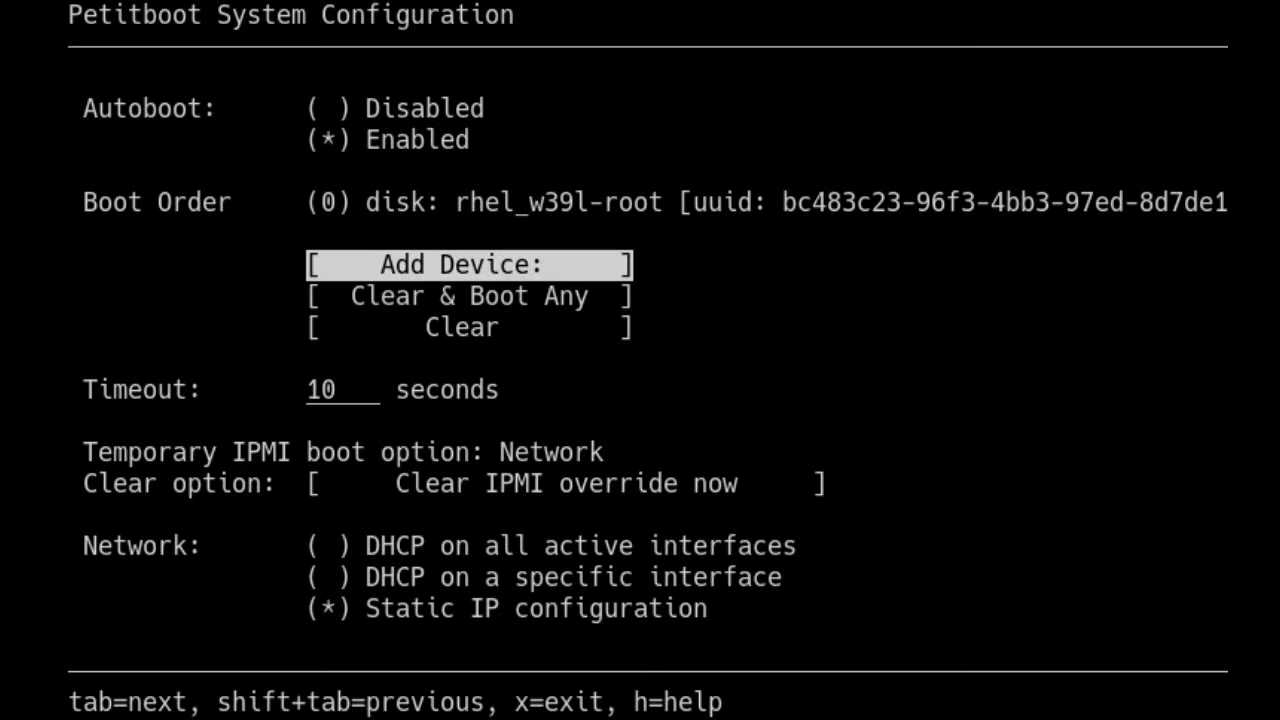 Petitboot System Configuration
Autoboot: ( ) Disabled
(*) Enabled
Boot Order (0) disk: rhel_w39l-root [uuid: bc483c23-96f3-4bb3-97ed-8d7de1
[ Add Device: ]
[ Clear & Boot Any ]
[ Clear ]
Timeout: 10 seconds
Temporary IPMI boot option: Network
Clear option: [ Clear IPMI override now ]
Network: ( ) DHCP on all active interfaces
( ) DHCP on a specific interface
(*) Static IP configuration
tab=next, shift+tab=previous, x=exit, h=help